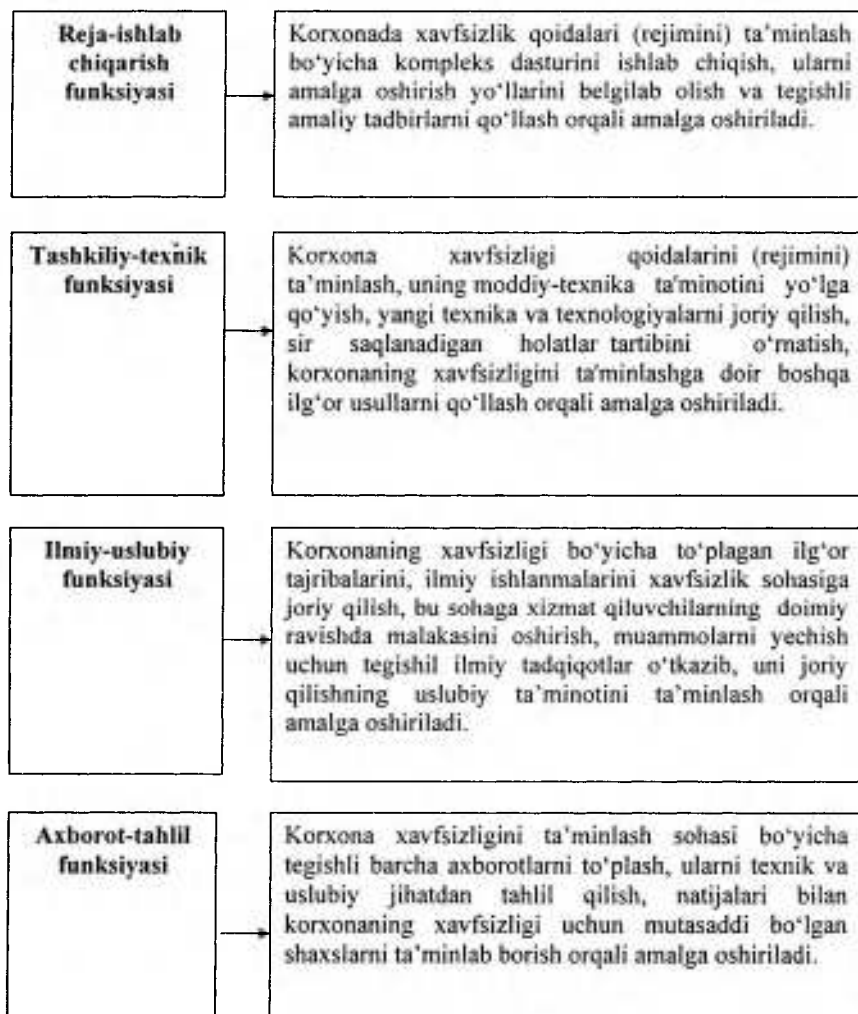 Reja-ishlab
chiqarish
funksiyasi
Korxonada xavfsizlik qoidalari (rejimini) ta’minlash
bo‘yicha kompleks dasturini ishlab chiqish, ularni
amalga oshirish yo‘llarini belgilab olish va tegishli
amaliy tadbirlarni qo‘llash orqali amalga oshiriladi.
Tashkiliy-texnik
funksiyasi
Korxona xavfsizligi qoidalarini (rejimini)
ta’minlash, uning moddiy-texnika ta'minotini yo‘lga
qo‘yish, yangi texnika va texnologiyalarni joriy qilish,
sir saqlanadigan holatlar tartibini o‘rnatish,
korxonaning xavfsizligini ta'minlashga doir boshqa
ilg‘or usullarni qo‘llash orqali amalga oshiriladi.
Ilmiy-uslubiy
funksiyasi
Korxonaning xavfsizligi bo‘yicha to‘plagan ilg‘or
tajribalarini, ilmiy ishlanmalarini xavfsizlik sohasiga
joriy qilish, bu sohaga xizmat qiluvchilarning doimiy
ravishda malakasini oshirish, muammolarni yechish
uchun tegishil ilmiy tadqiqotlar o‘tkazib, uni joriy
qilishning uslubiy ta’minotini ta’minlash orqali
amalga oshiriladi.
Axborot-tahlil
funksiyasi
Korxona xavfsizligini ta’minlash sohasi bo‘yicha
tegishli barcha axborotlarni to‘plash, ularni texnik va
uslubiy jihatdan tahlil qilish, natijalari bilan
korxonaning xavfsizligi uchun mutasaddi bo‘lgan
shaxslarni ta’minlab borish orqali amalga oshiriladi.